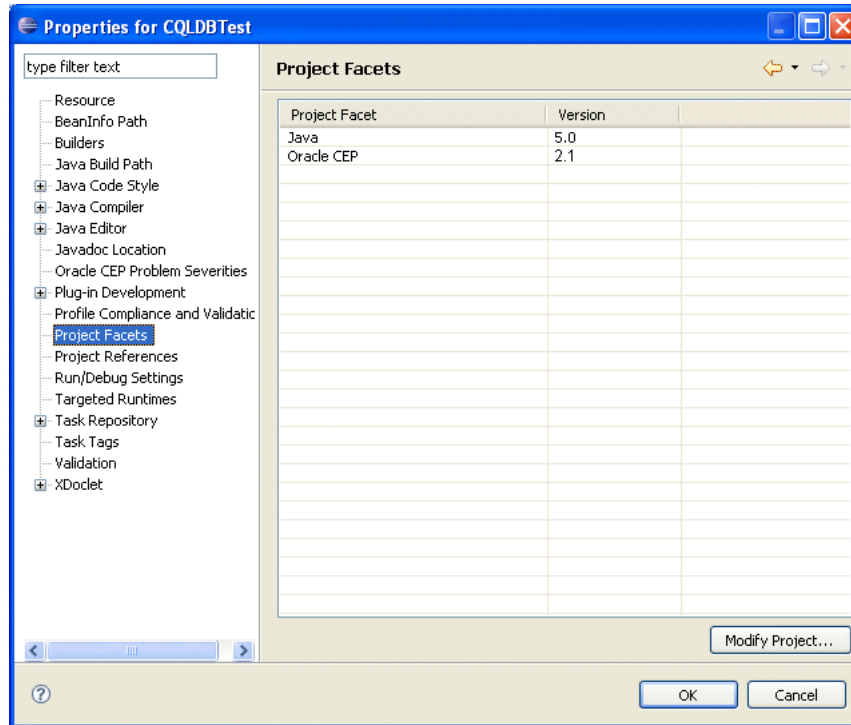 Properties for CQLDBTest
type filter text
Project Facets
Resource
BeanInfo Path
Builders
Java Build Path
Java Code Style
Java Compiler
Java Editor
Javadoc Location
Oracle CEP Problem Severities
Plug-in Development
Profile Compliance and Validatic
Project Facets
Project References
Run/Debug Settings
Targeted Runtimes
Task Repository
Task Tags
Validation
XDoclet
Project Facet Version
Java 5.0
Oracle CEP 2.1
Modify Project...
OK Cancel